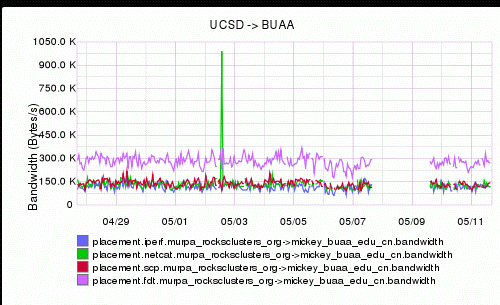 UCSD -> BUAA
Bandwidth (Bytes/s)
1050.0 K
900.0 K
750.0 K
600.0 K
450.0 K
300.0 K
150.0 K
0
04/29 05/01 05/03 05/05 05/07 05/09 05/11
placement.iperf.murpa_rocksclusters_org->mickey_buaa_edu_cn.bandwidth
placement.netcat.murpa_rocksclusters_org->mickey_buaa_edu_cn.bandwidth
placement.scp.murpa_rocksclusters_org->mickey_buaa_edu_cn.bandwidth
placement.fdt.murpa_rocksclusters_org->mickey_buaa_edu_cn.bandwidth